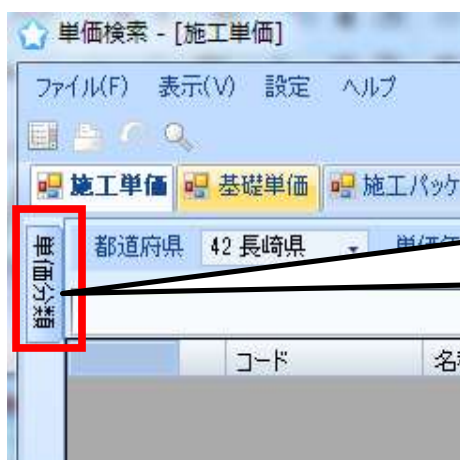 単価検索 - [施工単価]
ファイル(F) 表示(V) 設定 ヘルプ
施工単価 基礎単価 施工パッケ
都道府県 42 長崎県
単価分類
コード